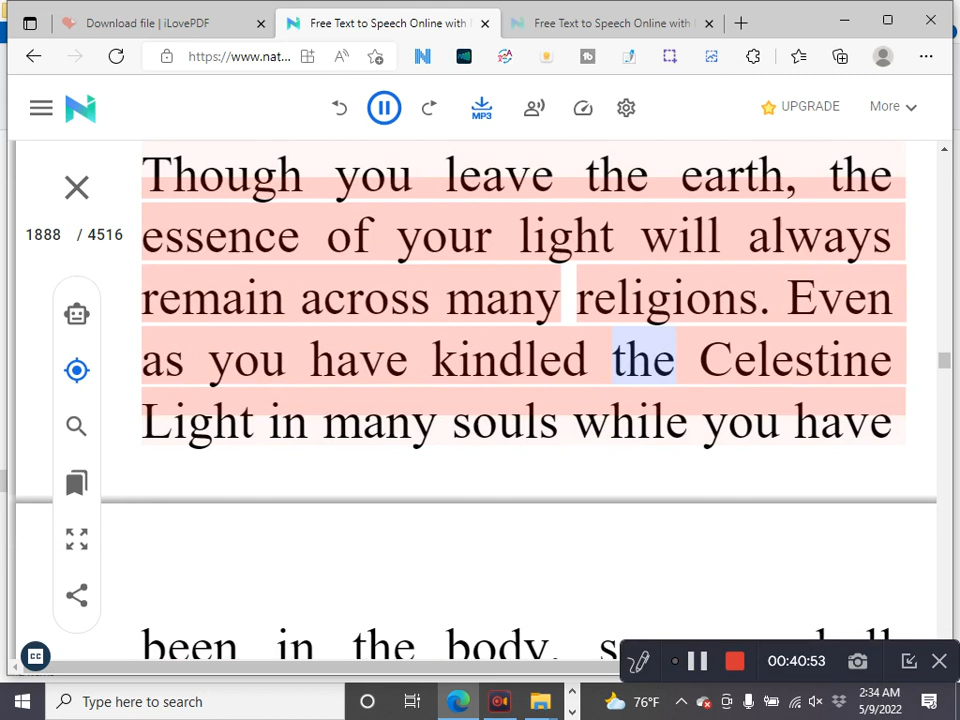 Download file | iLovePDF
Free Text to Speech Online with
Free Text to Speech Online with
https://www.nat...
MP3
UPGRADE
More
Though you leave the earth, the
1888 / 4516
essence of your light will always
remain across many religions. Even
as you have kindled the Celestine
Light in many souls while you have
been in the body,
CC
00:40:53
Type here to search
76°F
2:34 AM
5/9/2022